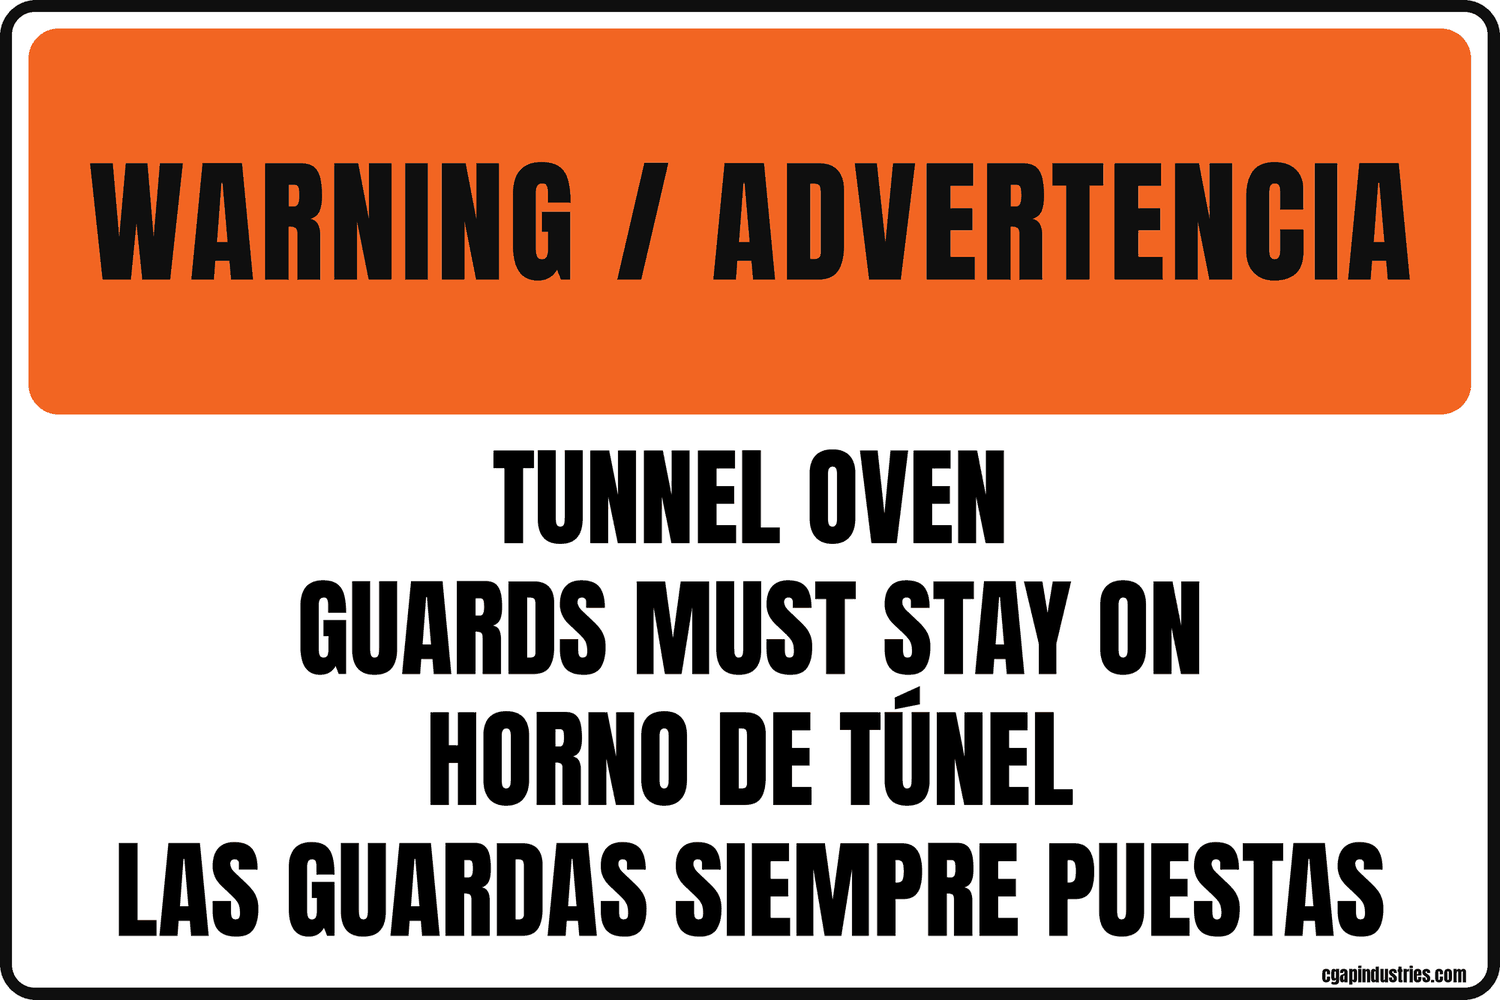 WARNING / ADVERTENCIA
TUNNEL OVEN
GUARDS MUST STAY ON
HORNO DE TÚNEL
LAS GUARDAS SIEMPRE PUESTAS
cgapindustries.com